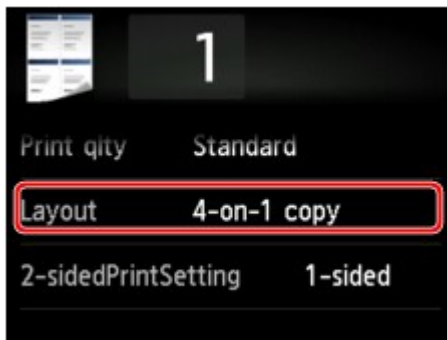 1
Print qlty Standard
Layout 4-on-1 copy
2-sidedPrintSetting 1-sided